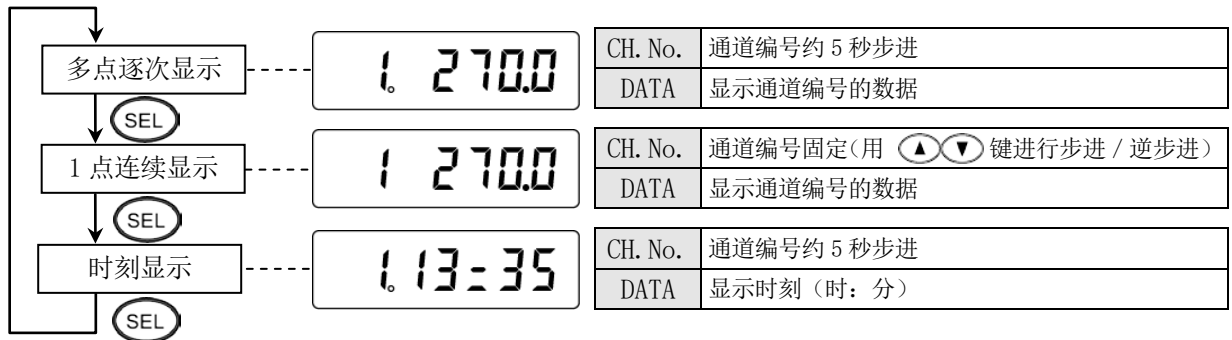 多点逐次显示
1. 270.0
CH. No. 通道编号约 5 秒步进
DATA 显示通道编号的数据
SEL
1 点连续显示
1 270.0
CH. No. 通道编号固定(用 ▲▼ 键进行步进 / 逆步进)
DATA 显示通道编号的数据
SEL
时刻显示
1. 13:35
CH. No. 通道编号约 5 秒步进
DATA 显示时刻（时：分）
SEL